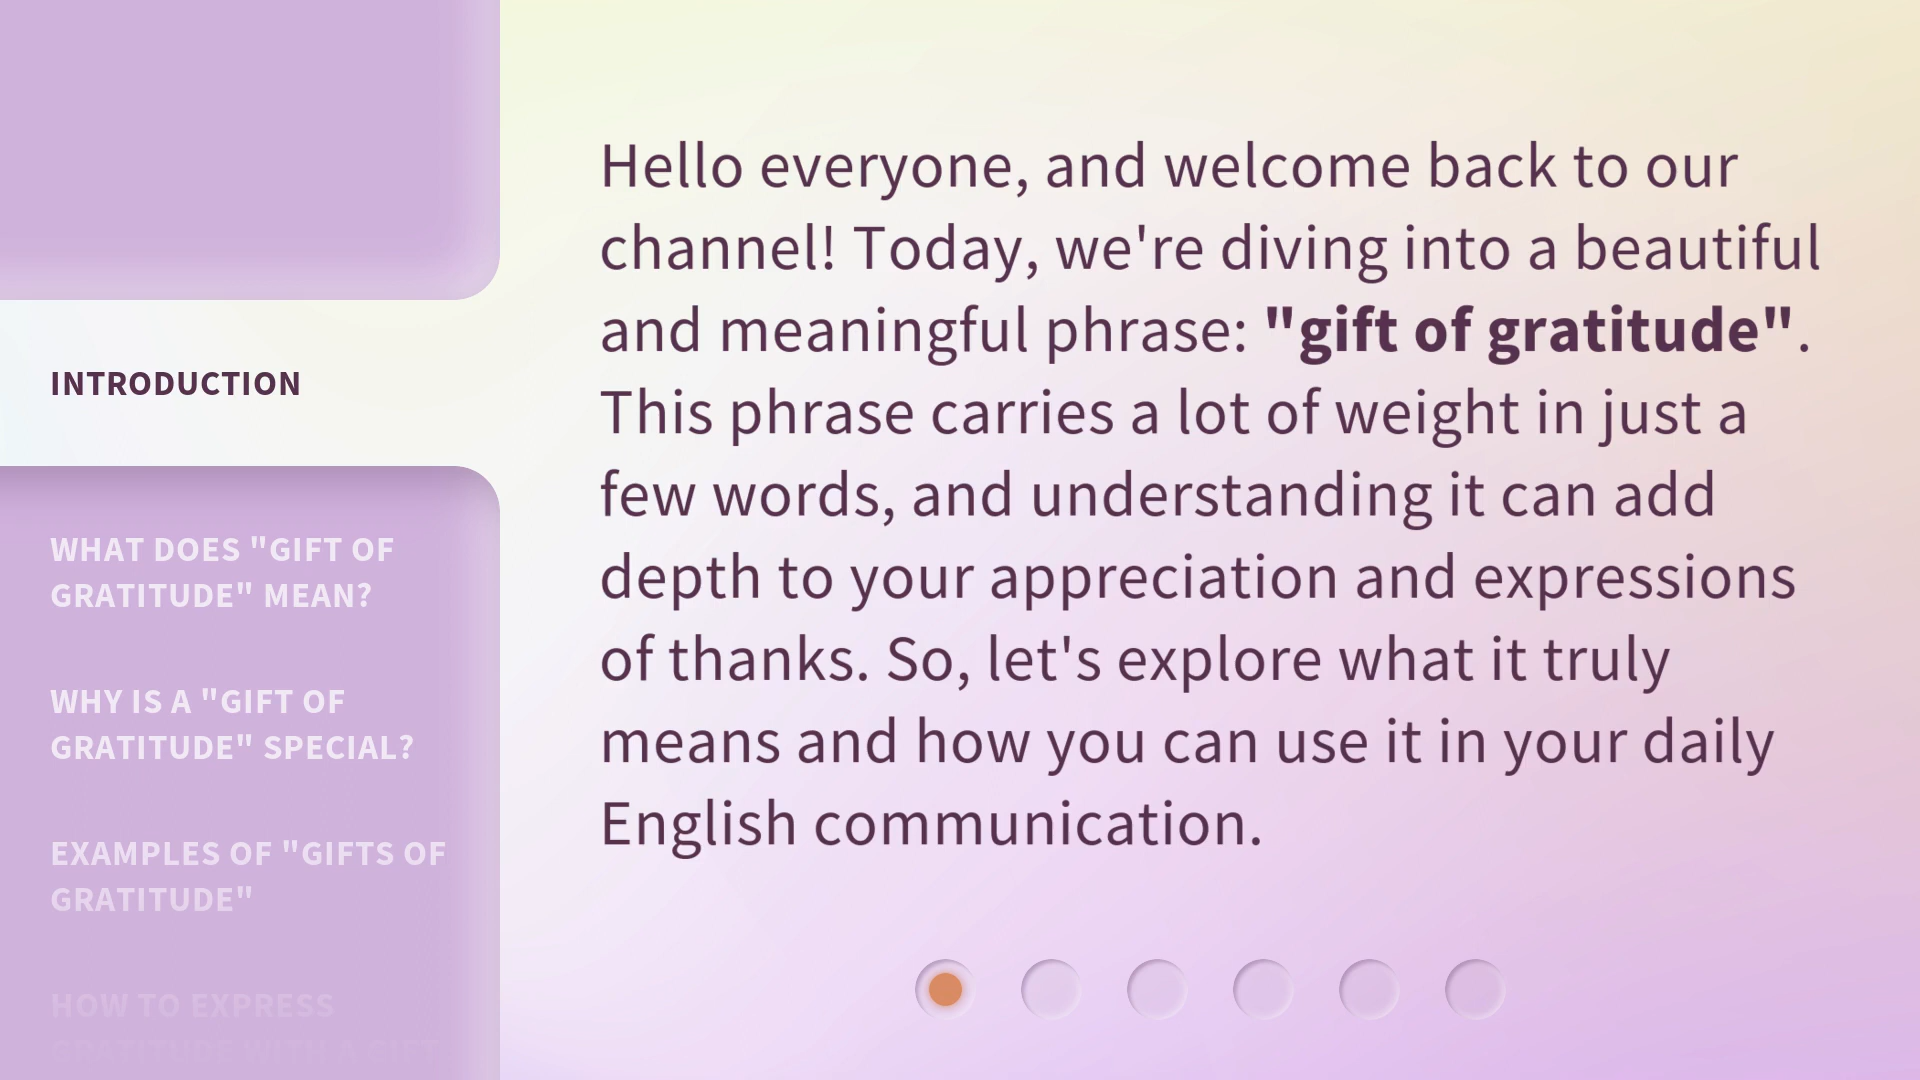 INTRODUCTION
WHAT DOES "GIFT OF
GRATITUDE" MEAN?
WHY IS A "GIFT OF
GRATITUDE" SPECIAL?
EXAMPLES OF "GIFTS OF
GRATITUDE"
HOW TO EXPRESS
GRATITUDE WITH A GIFT
Hello everyone, and welcome back to our
channel! Today, we're diving into a beautiful
and meaningful phrase: "gift of gratitude".
This phrase carries a lot of weight in just a
few words, and understanding it can add
depth to your appreciation and expressions
of thanks. So, let's explore what it truly
means and how you can use it in your daily
English communication.